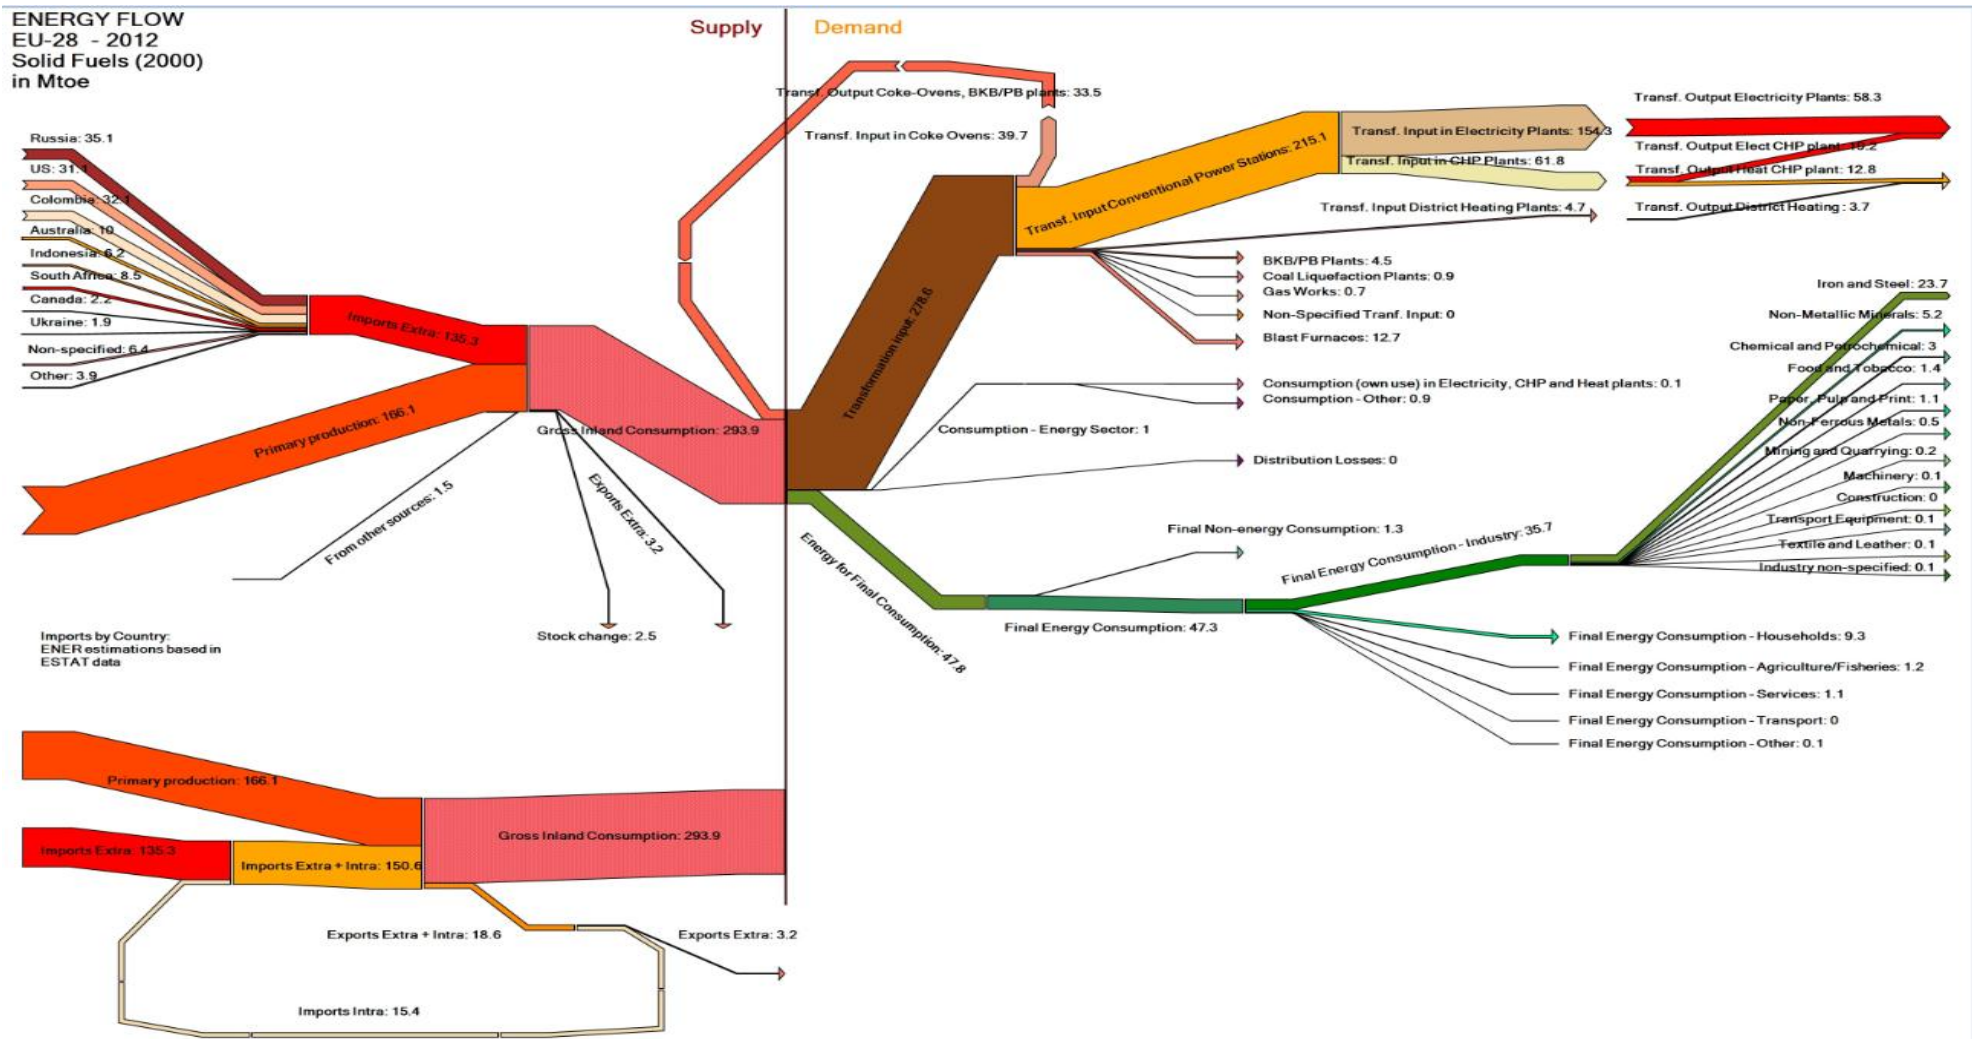 ENERGY FLOW
EU-28 - 2012
Solid Fuels (2000)
in Mtoe
Supply
Demand
Russia: 35.1
US: 31.1
Colombia: 32.1
Australia: 10
Indonesia: 6.2
South Africa: 8.5
Canada: 2.2
Ukraine: 1.9
Non-specified: 6.4
Other: 3.9
Imports Extra: 135.3
Primary production: 166.1
From other sources: 1.5
Exports Extra: 3.2
Stock change: 2.5
Gross Inland Consumption: 293.9
Imports by Country:
ENER estimations based in
ESTAT data
Transf. Output Coke-Ovens, BKB/PB plants: 33.5
Transf. Input in Coke Ovens: 39.7
Transformation input: 278.6
Transf. Input Conventional Power Stations: 215.1
Transf. Input in Electricity Plants: 154.3
Transf. Input in CHP Plants: 61.8
Transf. Input District Heating Plants: 4.7
Transf. Output Electricity Plants: 58.3
Transf. Output Elect CHP plant: 19.2
Transf. Output Heat CHP plant: 12.8
Transf. Output District Heating : 3.7
BKB/PB Plants: 4.5
Coal Liquefaction Plants: 0.9
Gas Works: 0.7
Non-Specified Tranf. Input: 0
Blast Furnaces: 12.7
Consumption (own use) in Electricity, CHP and Heat plants: 0.1
Consumption - Other: 0.9
Consumption - Energy Sector: 1
Distribution Losses: 0
Energy for Final Consumption: 47.8
Final Non-energy Consumption: 1.3
Final Energy Consumption: 47.3
Final Energy Consumption - Industry: 35.7
Iron and Steel: 23.7
Non-Metallic Minerals: 5.2
Chemical and Petrochemical: 3
Food and Tobacco: 1.4
Paper, Pulp and Print: 1.1
Non-Ferrous Metals: 0.5
Mining and Quarrying: 0.2
Machinery: 0.1
Construction: 0
Transport Equipment: 0.1
Textile and Leather: 0.1
Industry non-specified: 0.1
Final Energy Consumption - Households: 9.3
Final Energy Consumption - Agriculture/Fisheries: 1.2
Final Energy Consumption - Services: 1.1
Final Energy Consumption - Transport: 0
Final Energy Consumption - Other: 0.1
Primary production: 166.1
Imports Extra: 135.3
Imports Extra + Intra: 150.6
Gross Inland Consumption: 293.9
Exports Extra + Intra: 18.6
Exports Extra: 3.2
Imports Intra: 15.4